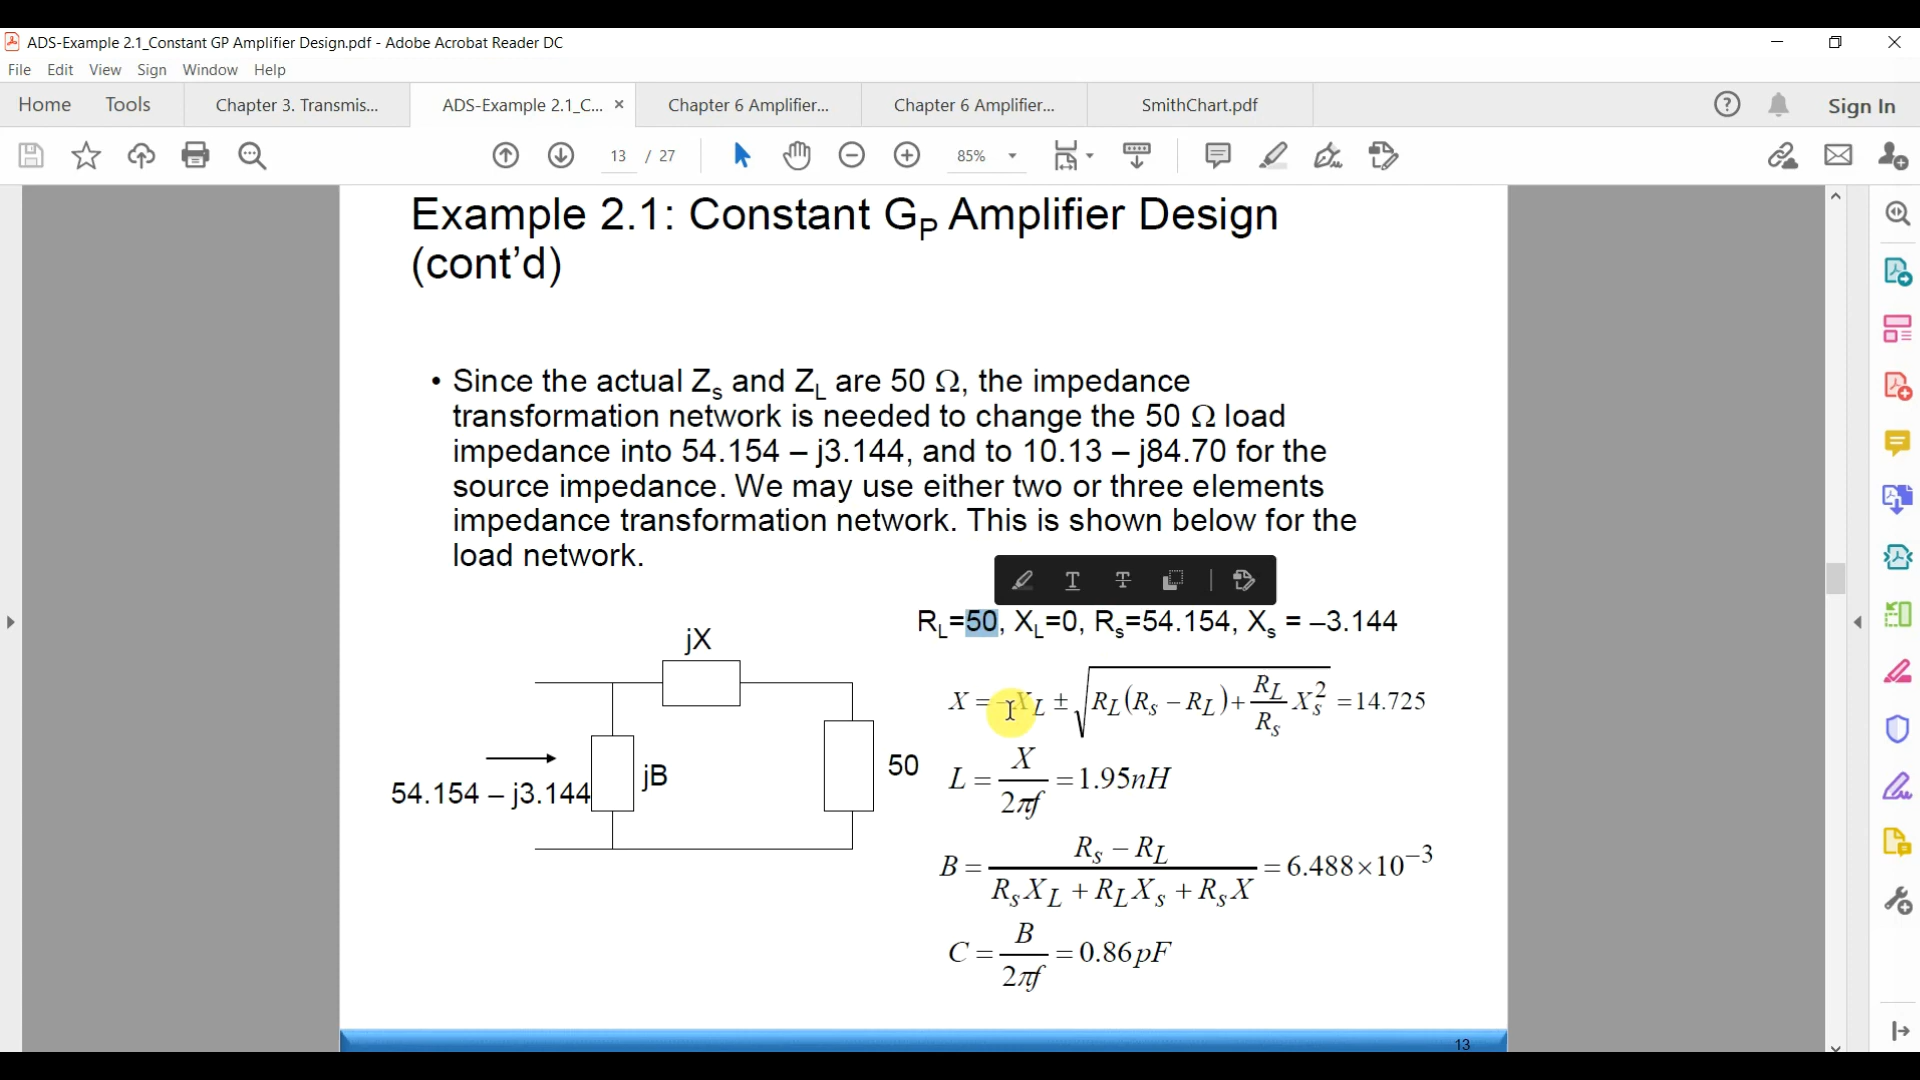 ADS-Example 2.1_Constant GP Amplifier Design.pdf - Adobe Acrobat Reader DC
File Edit View Sign Window Help
Home Tools Chapter 3. Transmis... ADS-Example 2.1_C... × Chapter 6 Amplifier... Chapter 6 Amplifier... SmithChart.pdf Sign In
13 / 27 85%
Example 2.1: Constant G_P Amplifier Design
(cont'd)
• Since the actual Z_s and Z_L are 50 Ω, the impedance
transformation network is needed to change the 50 Ω load
impedance into 54.154 – j3.144, and to 10.13 – j84.70 for the
source impedance. We may use either two or three elements
impedance transformation network. This is shown below for the
load network.
R_L=50, X_L=0, R_s=54.154, X_s = –3.144
jX
X = -X_L ± √(R_L(R_s − R_L) + (R_L/R_s) X_s^2) = 14.725
50
jB
54.154 – j3.144
L = X/(2πf) = 1.95nH
B = (R_s − R_L)/(R_s X_L + R_L X_s + R_s X) = 6.488×10^−3
C = B/(2πf) = 0.86pF
13